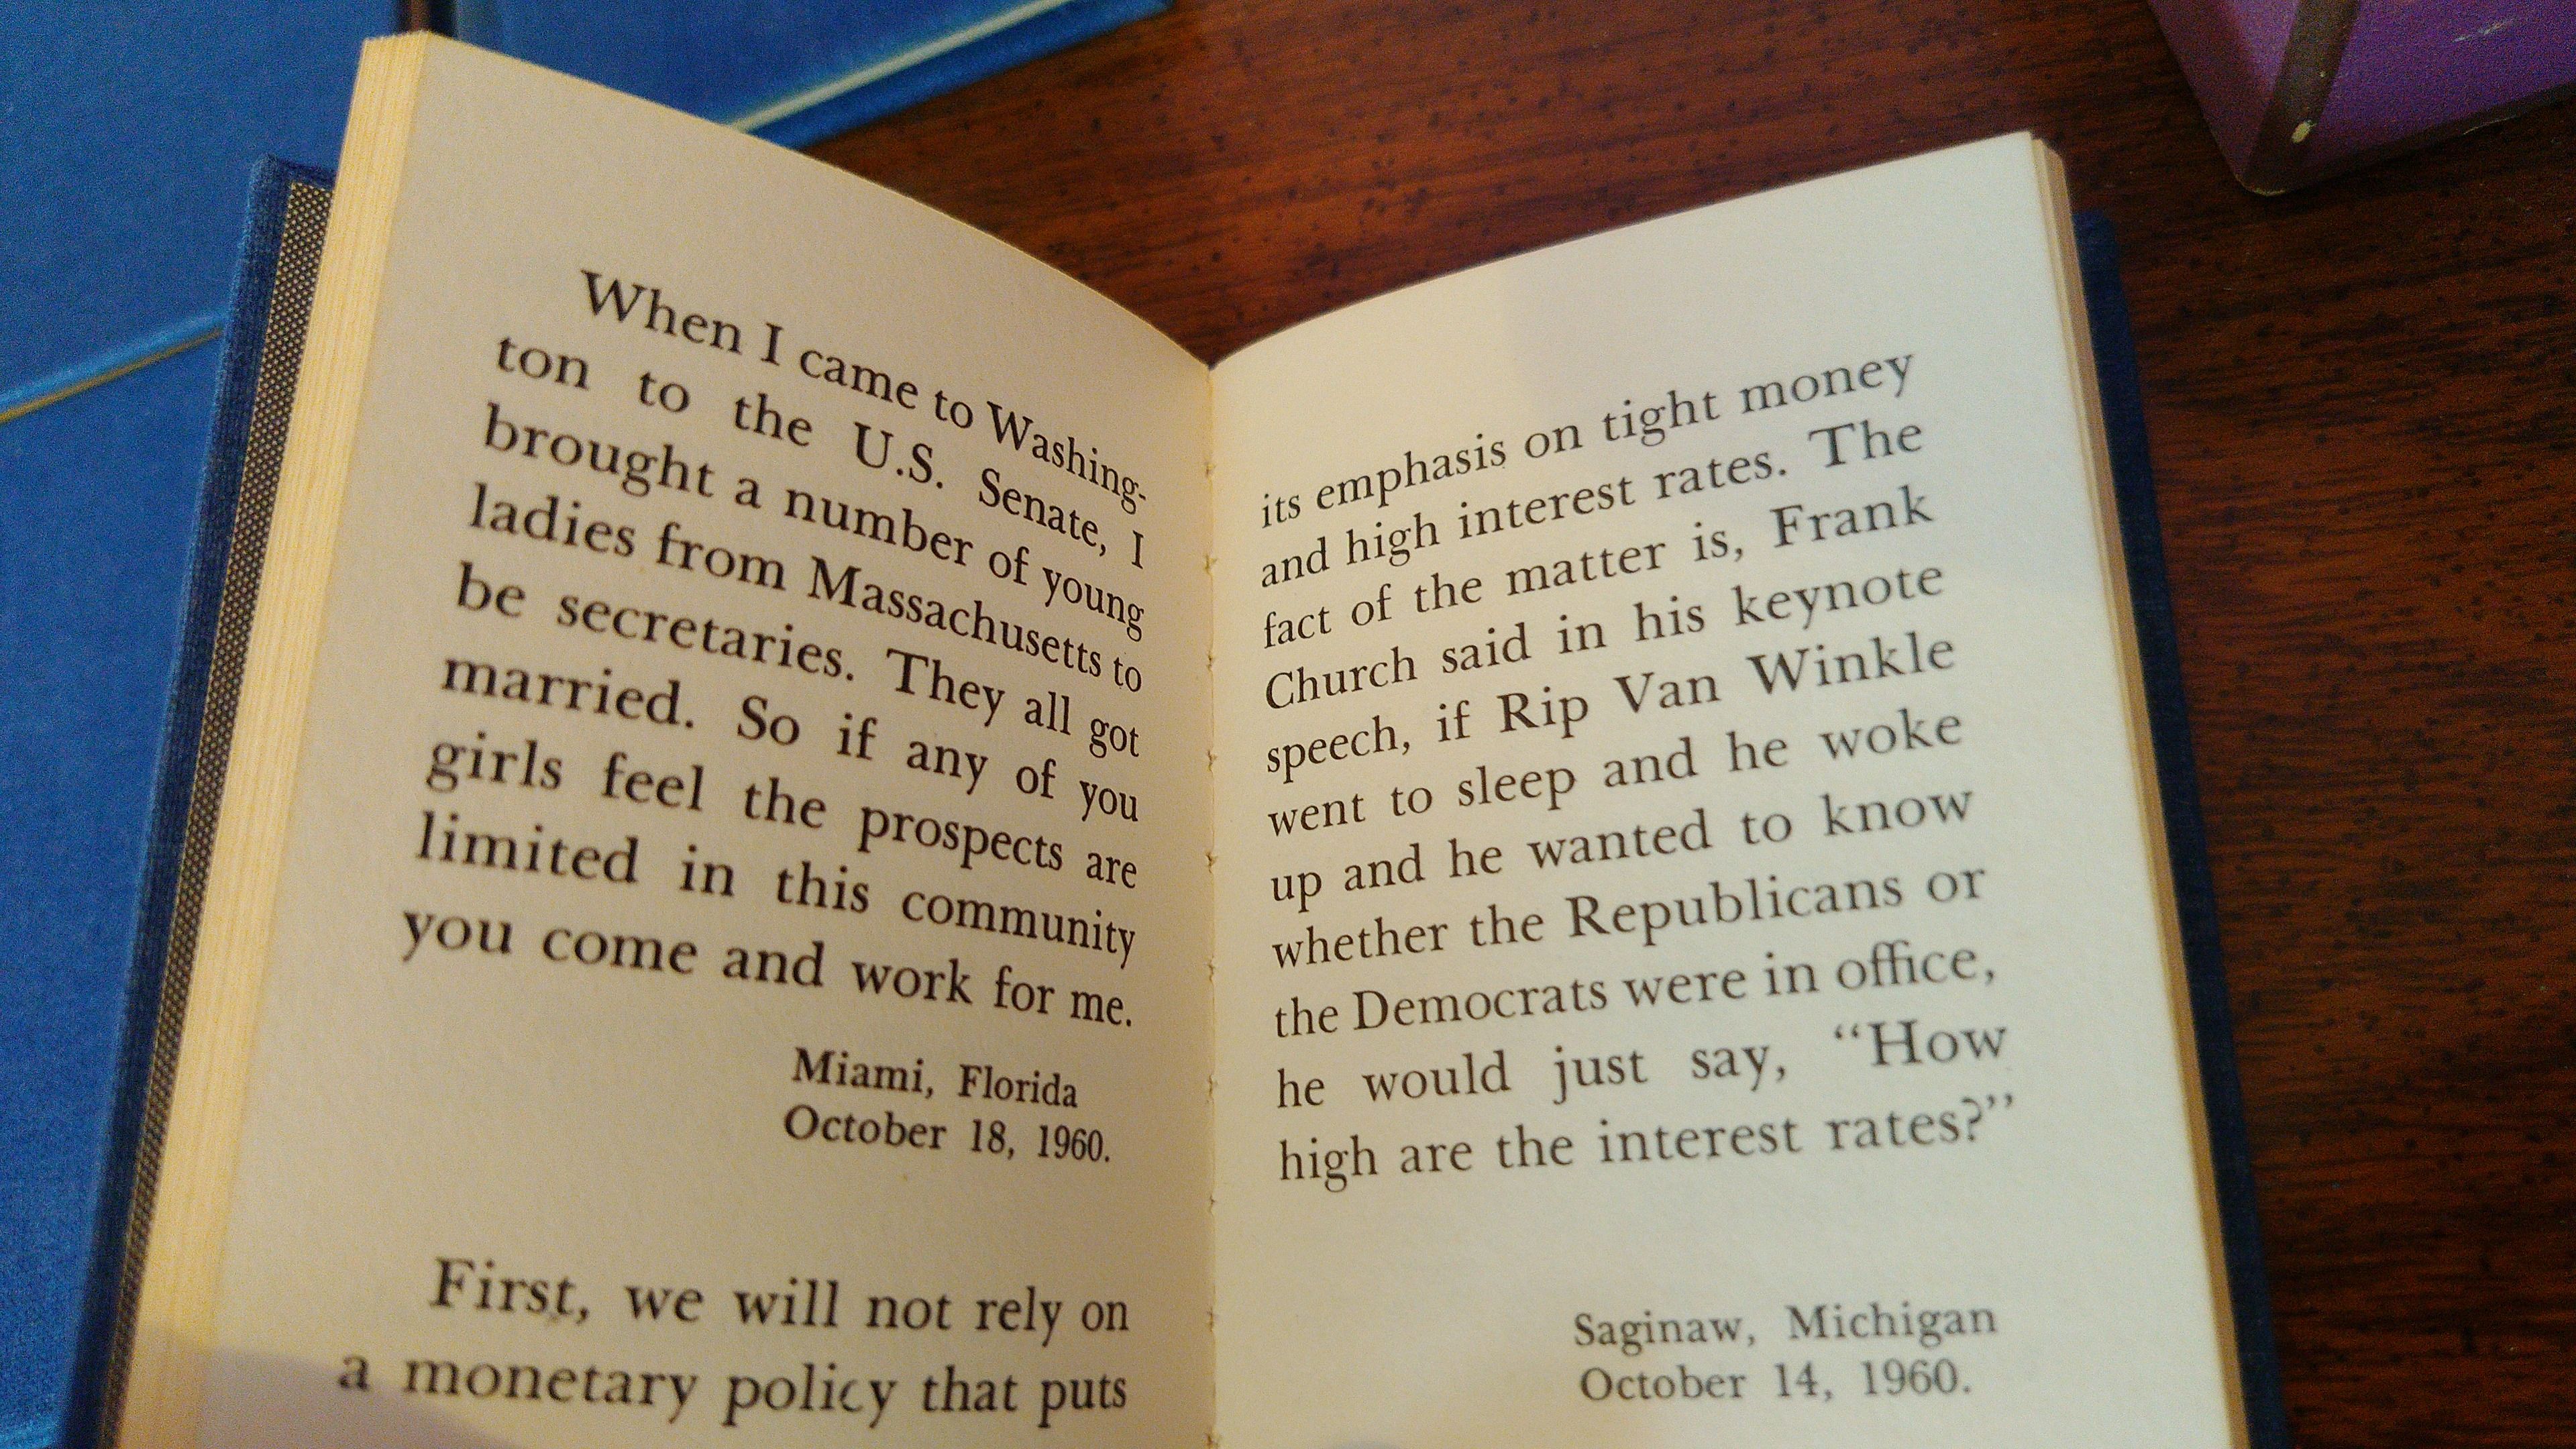 When I came to Washing-
ton to the U.S. Senate, I
brought a number of young
ladies from Massachusetts to
be secretaries. They all got
married. So if any of you
girls feel the prospects are
limited in this community
you come and work for me.
Miami, Florida
October 18, 1960.
First, we will not rely on
a monetary policy that puts
its emphasis on tight money
and high interest rates. The
fact of the matter is, Frank
Church said in his keynote
speech, if Rip Van Winkle
went to sleep and he woke
up and he wanted to know
whether the Republicans or
the Democrats were in office,
he would just say, “How
high are the interest rates?”
Saginaw, Michigan
October 14, 1960.